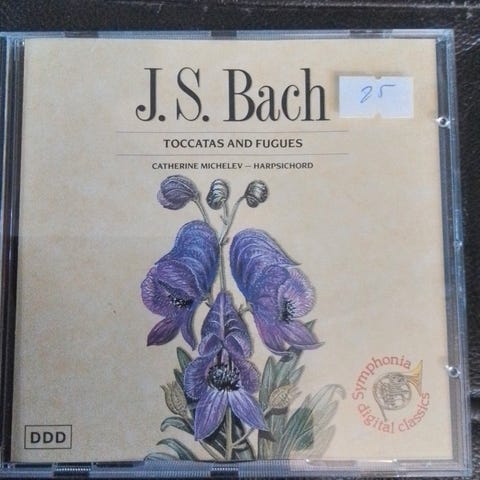 J. S. Bach
25
TOCCATAS AND FUGUES
CATHERINE MICHELEV – HARPSICHORD
Symphonia
digital classics
DDD